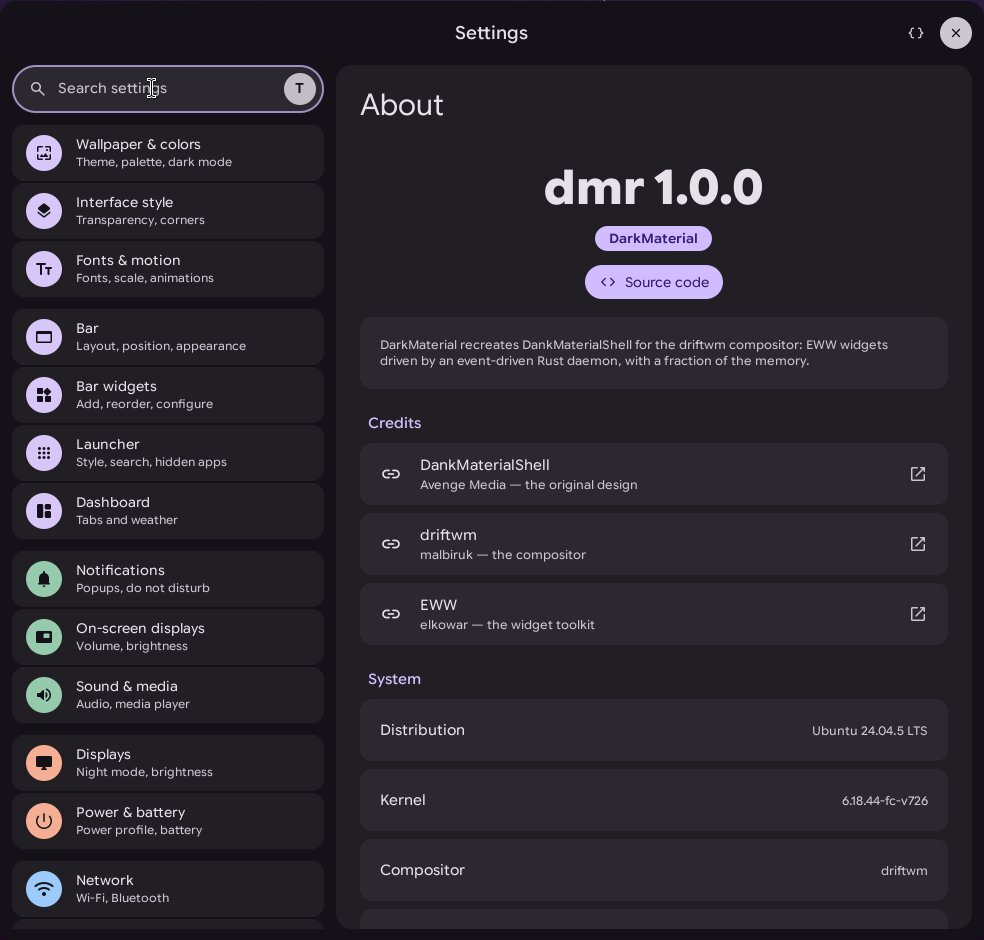 Settings
Search settings
T
Wallpaper & colors
Theme, palette, dark mode
Interface style
Transparency, corners
Tт
Fonts & motion
Fonts, scale, animations
Bar
Layout, position, appearance
Bar widgets
Add, reorder, configure
Launcher
Style, search, hidden apps
Dashboard
Tabs and weather
Notifications
Popups, do not disturb
On-screen displays
Volume, brightness
Sound & media
Audio, media player
Displays
Night mode, brightness
Power & battery
Power profile, battery
Network
Wi-Fi, Bluetooth
About
dmr 1.0.0
DarkMaterial
Source code
DarkMaterial recreates DankMaterialShell for the driftwm compositor: EWW widgets
driven by an event-driven Rust daemon, with a fraction of the memory.
Credits
DankMaterialShell
Avenge Media — the original design
driftwm
malbiruk — the compositor
EWW
elkowar — the widget toolkit
System
Distribution
Ubuntu 24.04.5 LTS
Kernel
6.18.44-fc-v726
Compositor
driftwm